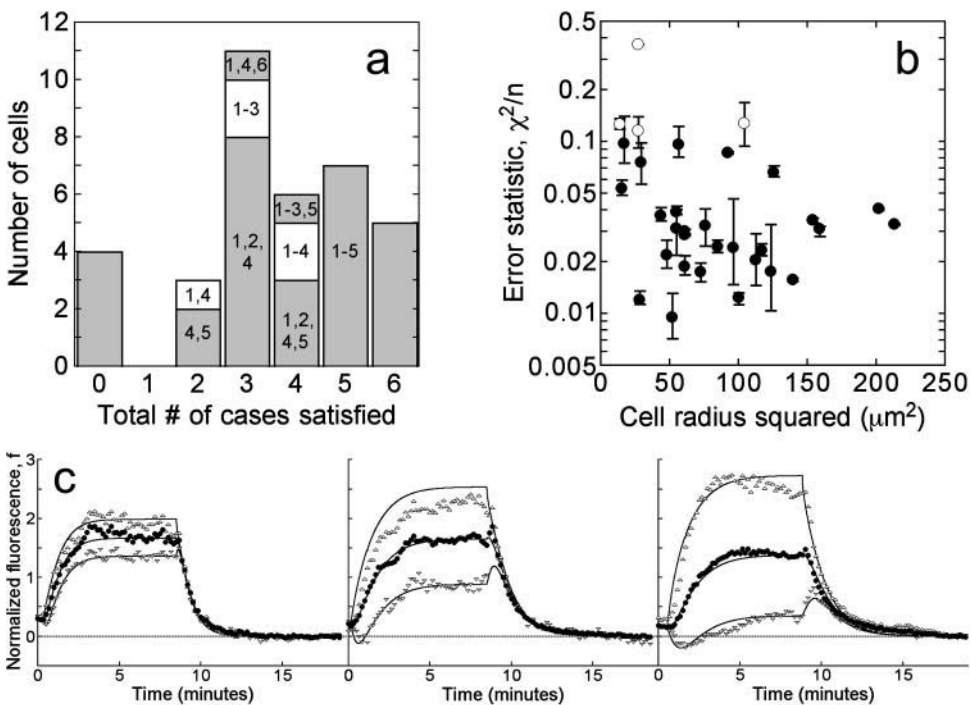 a
12
10
8
6
4
2
0
Number of cells
1,4,6
1-3
1,2,
4
1,4
4,5
1-3,5
1-4
1,2,
4,5
1-5
0 1 2 3 4 5 6
Total # of cases satisfied
b
0.5
0.1
0.05
0.01
0.005
Error statistic, χ²/n
0 50 100 150 200 250
Cell radius squared (μm²)
c
3
2
1
0
Normalized fluorescence, f
0 5 10 15
Time (minutes)
0 5 10 15
Time (minutes)
0 5 10 15
Time (minutes)